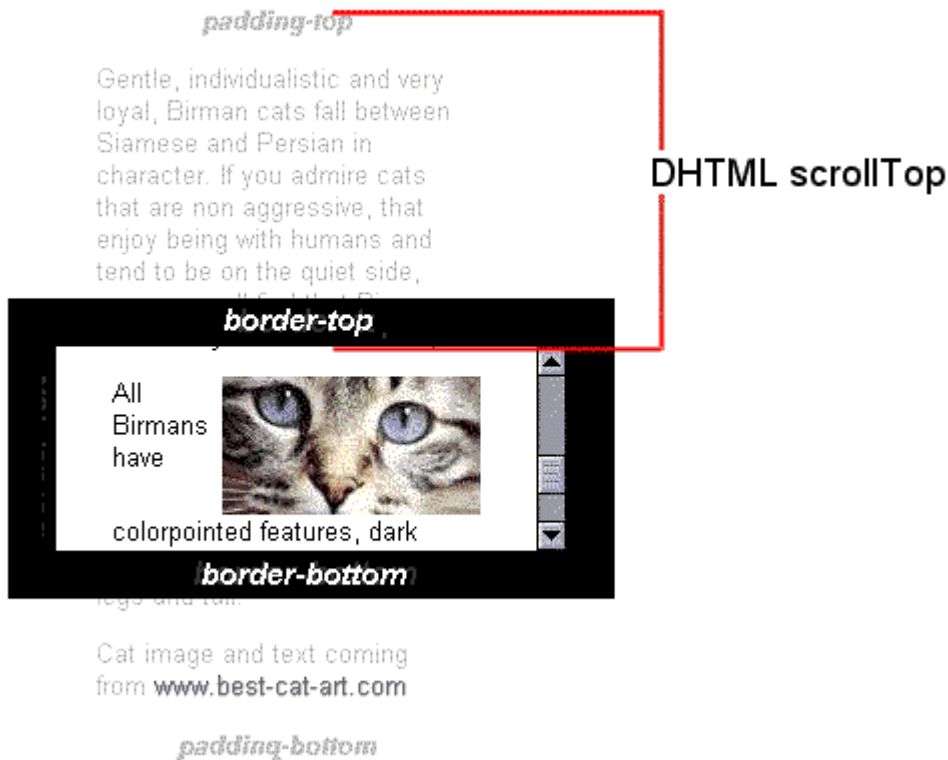 padding-top
Gentle, individualistic and very
loyal, Birman cats fall between
Siamese and Persian in
character. If you admire cats
that are non aggressive, that
enjoy being with humans and
tend to be on the quiet side,
DHTML scrollTop
border-top
All
Birmans
have
colorpointed features, dark
border-bottom
legs and tail.
Cat image and text coming
from www.best-cat-art.com
padding-bottom